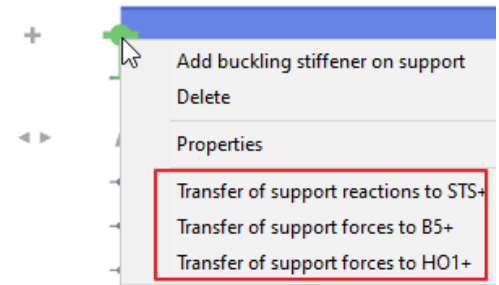 Add buckling stiffener on support
Delete
Properties
Transfer of support reactions to STS+
Transfer of support forces to B5+
Transfer of support forces to HO1+